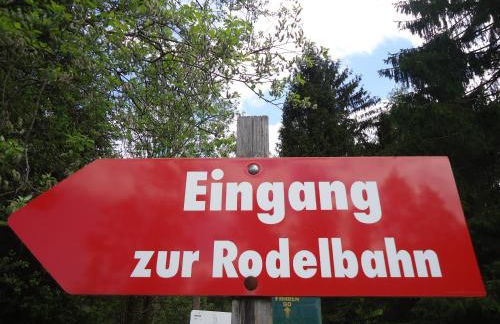 Eingang
zur Rodelbahn